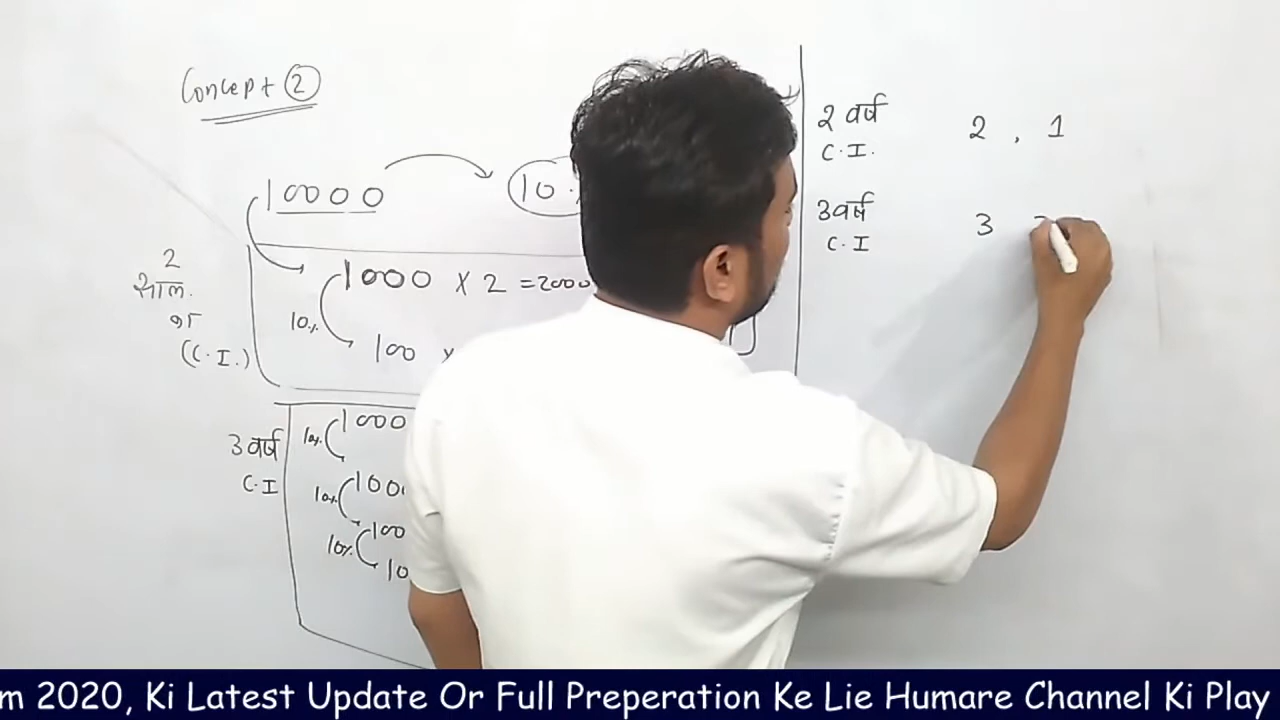 Concept 2
10000
10.
2
साल
का
(C.I.)
1000 × 2 = 2000
10%
100 ×
3 वर्ष
C.I
10%
1000
10%
100
10%
100
10
2 वर्ष
C.I.
2 , 1
3 वर्ष
C.I
3
m 2020, Ki Latest Update Or Full Preperation Ke Lie Humare Channel Ki Play